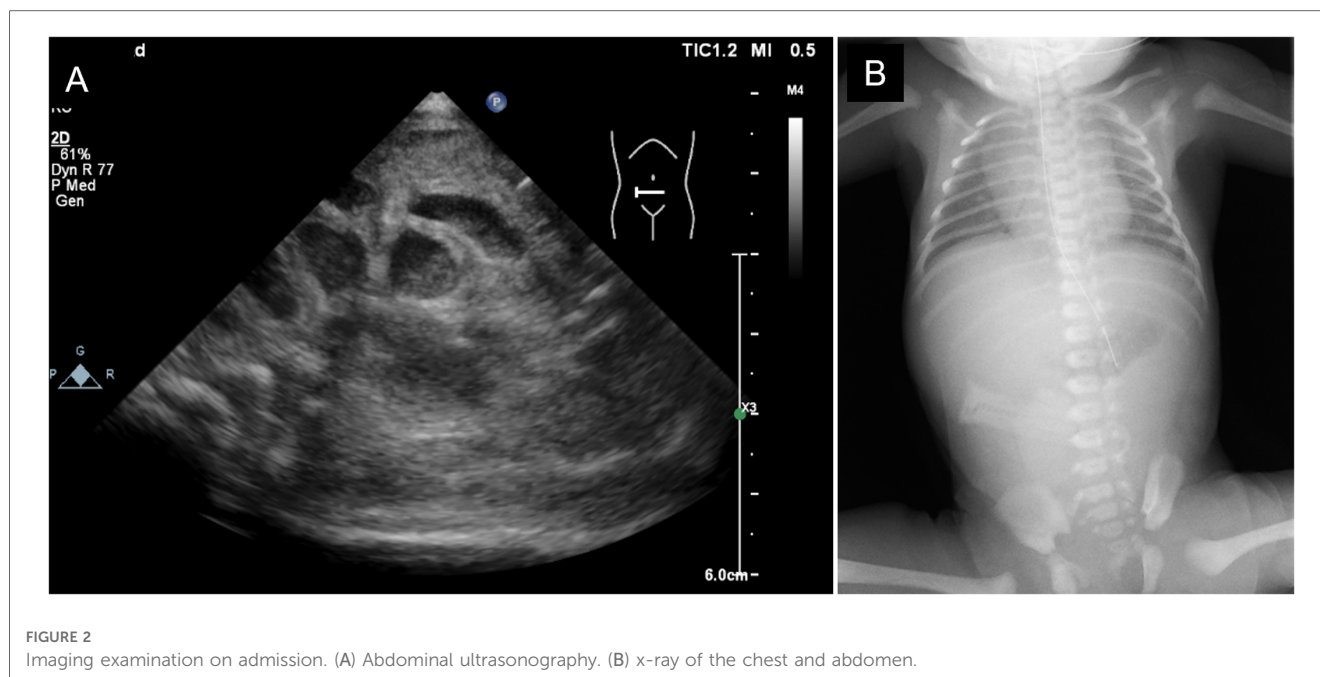 A
d
TIC1.2 MI 0.5
P
M4
2D
61%
Dyn R 77
P Med
Gen
G
P R
X3
6.0cm
B
FIGURE 2
Imaging examination on admission. (A) Abdominal ultrasonography. (B) x-ray of the chest and abdomen.